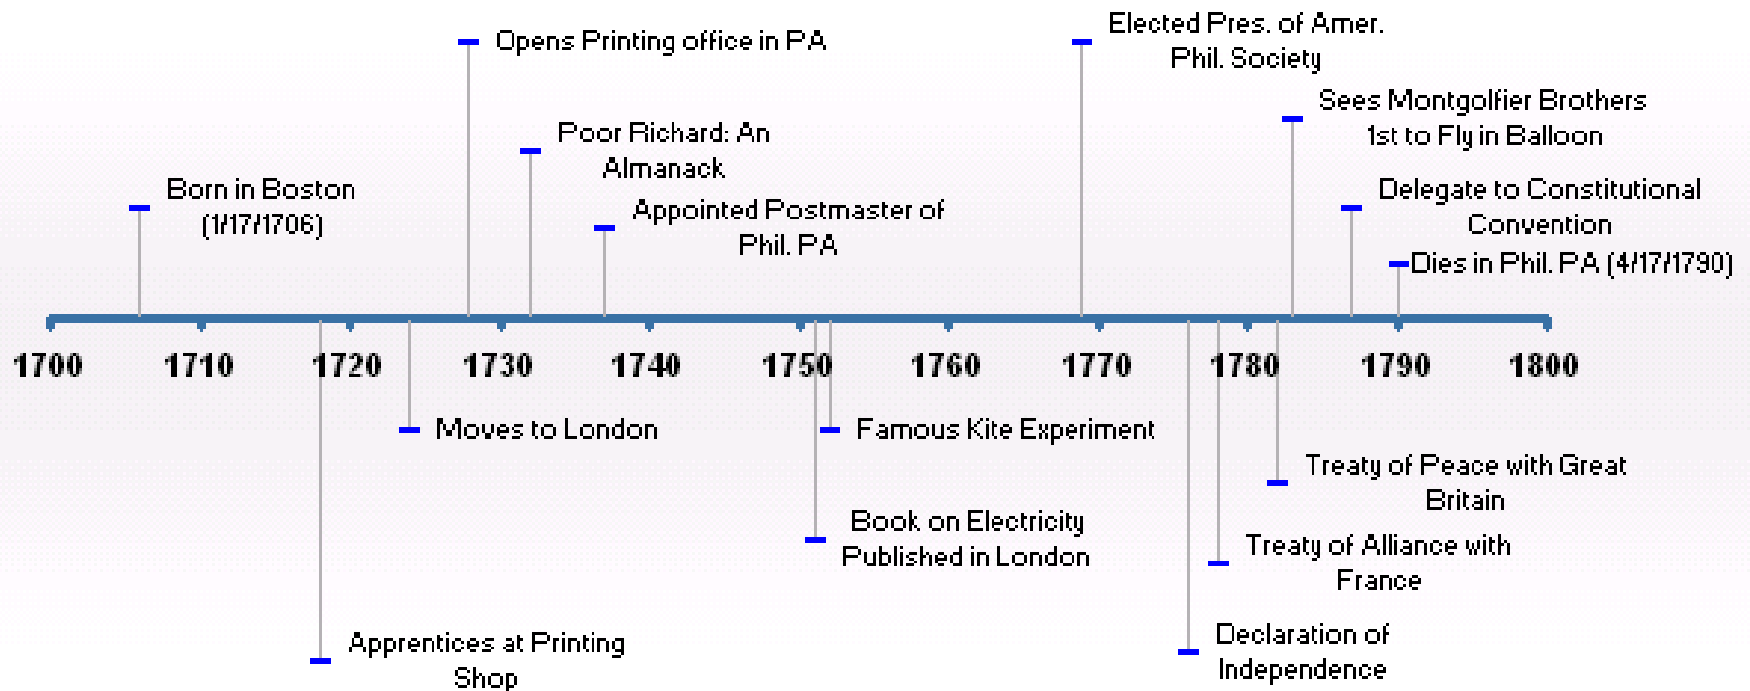 Opens Printing office in PA
Elected Pres. of Amer.
Phil. Society
Sees Montgolfier Brothers
1st to Fly in Balloon
Poor Richard: An
Almanack
Born in Boston
(1/17/1706)
Appointed Postmaster of
Phil. PA
Delegate to Constitutional
Convention
Dies in Phil. PA (4/17/1790)
1700 1710 1720 1730 1740 1750 1760 1770 1780 1790 1800
Moves to London
Famous Kite Experiment
Treaty of Peace with Great
Britain
Book on Electricity
Published in London
Treaty of Alliance with
France
Apprentices at Printing
Shop
Declaration of
Independence